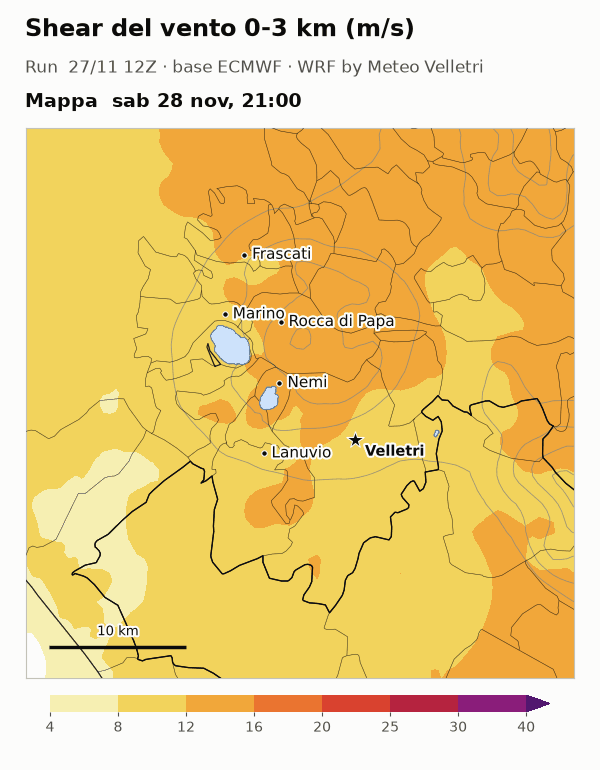 Shear del vento 0-3 km (m/s)
Run  27/11 12Z · base ECMWF · WRF by Meteo Velletri
Mappa  sab 28 nov, 21:00
Frascati
Marino
Rocca di Papa
Nemi
Velletri
Lanuvio
10 km
4 8 12 16 20 25 30 40